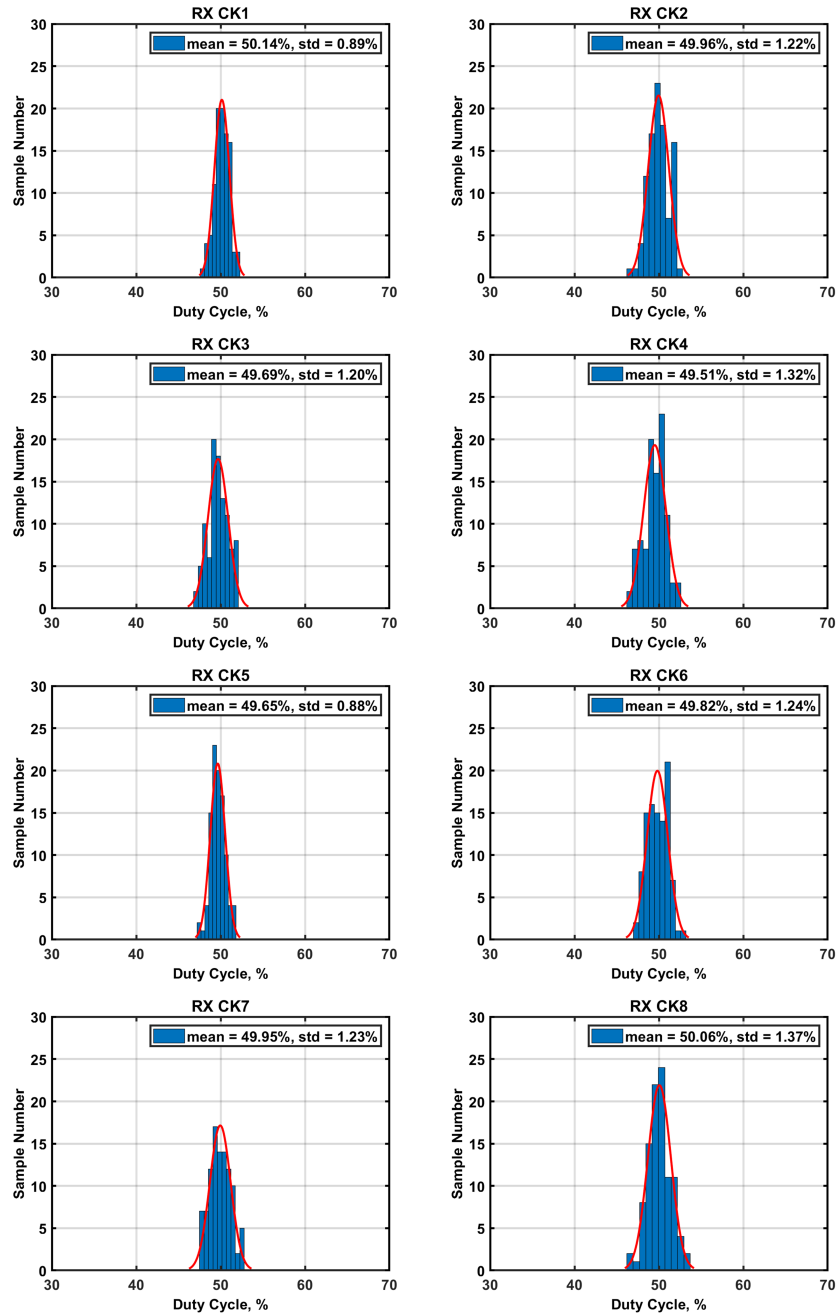 RX CK1
mean = 50.14%, std = 0.89%
30
25
20
15
10
5
0
Sample Number
30 40 50 60 70
Duty Cycle, %
RX CK2
mean = 49.96%, std = 1.22%
30
25
20
15
10
5
0
Sample Number
30 40 50 60 70
Duty Cycle, %
RX CK3
mean = 49.69%, std = 1.20%
30
25
20
15
10
5
0
Sample Number
30 40 50 60 70
Duty Cycle, %
RX CK4
mean = 49.51%, std = 1.32%
30
25
20
15
10
5
0
Sample Number
30 40 50 60 70
Duty Cycle, %
RX CK5
mean = 49.65%, std = 0.88%
30
25
20
15
10
5
0
Sample Number
30 40 50 60 70
Duty Cycle, %
RX CK6
mean = 49.82%, std = 1.24%
30
25
20
15
10
5
0
Sample Number
30 40 50 60 70
Duty Cycle, %
RX CK7
mean = 49.95%, std = 1.23%
30
25
20
15
10
5
0
Sample Number
30 40 50 60 70
Duty Cycle, %
RX CK8
mean = 50.06%, std = 1.37%
30
25
20
15
10
5
0
Sample Number
30 40 50 60 70
Duty Cycle, %